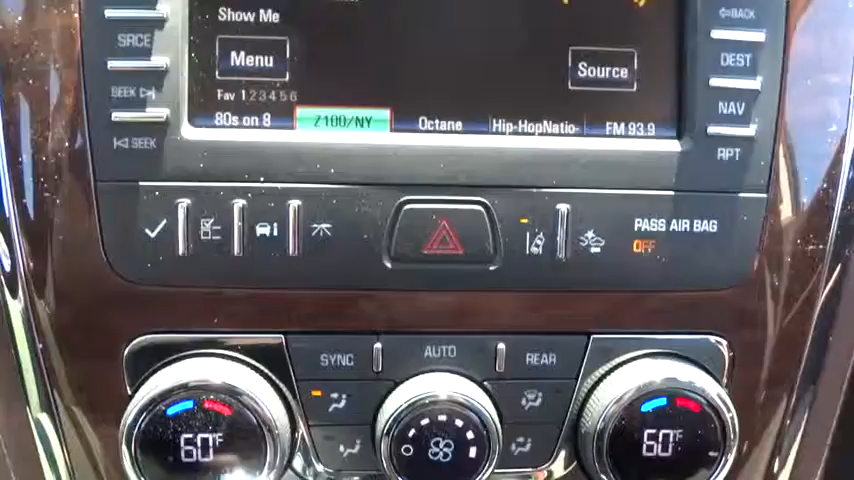 Show Me
BACK
SRCE
Menu
Source
DEST
SEEK
Fav 1 2 3 4 5 6
NAV
80s on 8 Z100/NY Octane Hip-HopNatio- FM 93.9
SEEK
RPT
PASS AIR BAG
OFF
SYNC AUTO REAR
60°F 60°F